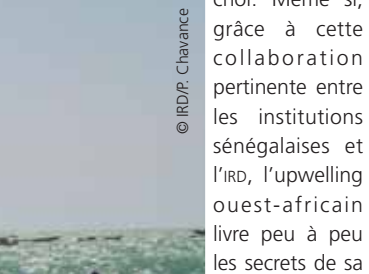 © IRD/P. Chavance
choi. Même si,
grâce à cette
collaboration
pertinente entre
les institutions
sénégalaises et
l'IRD, l'upwelling
ouest-africain
livre peu à peu
les secrets de sa